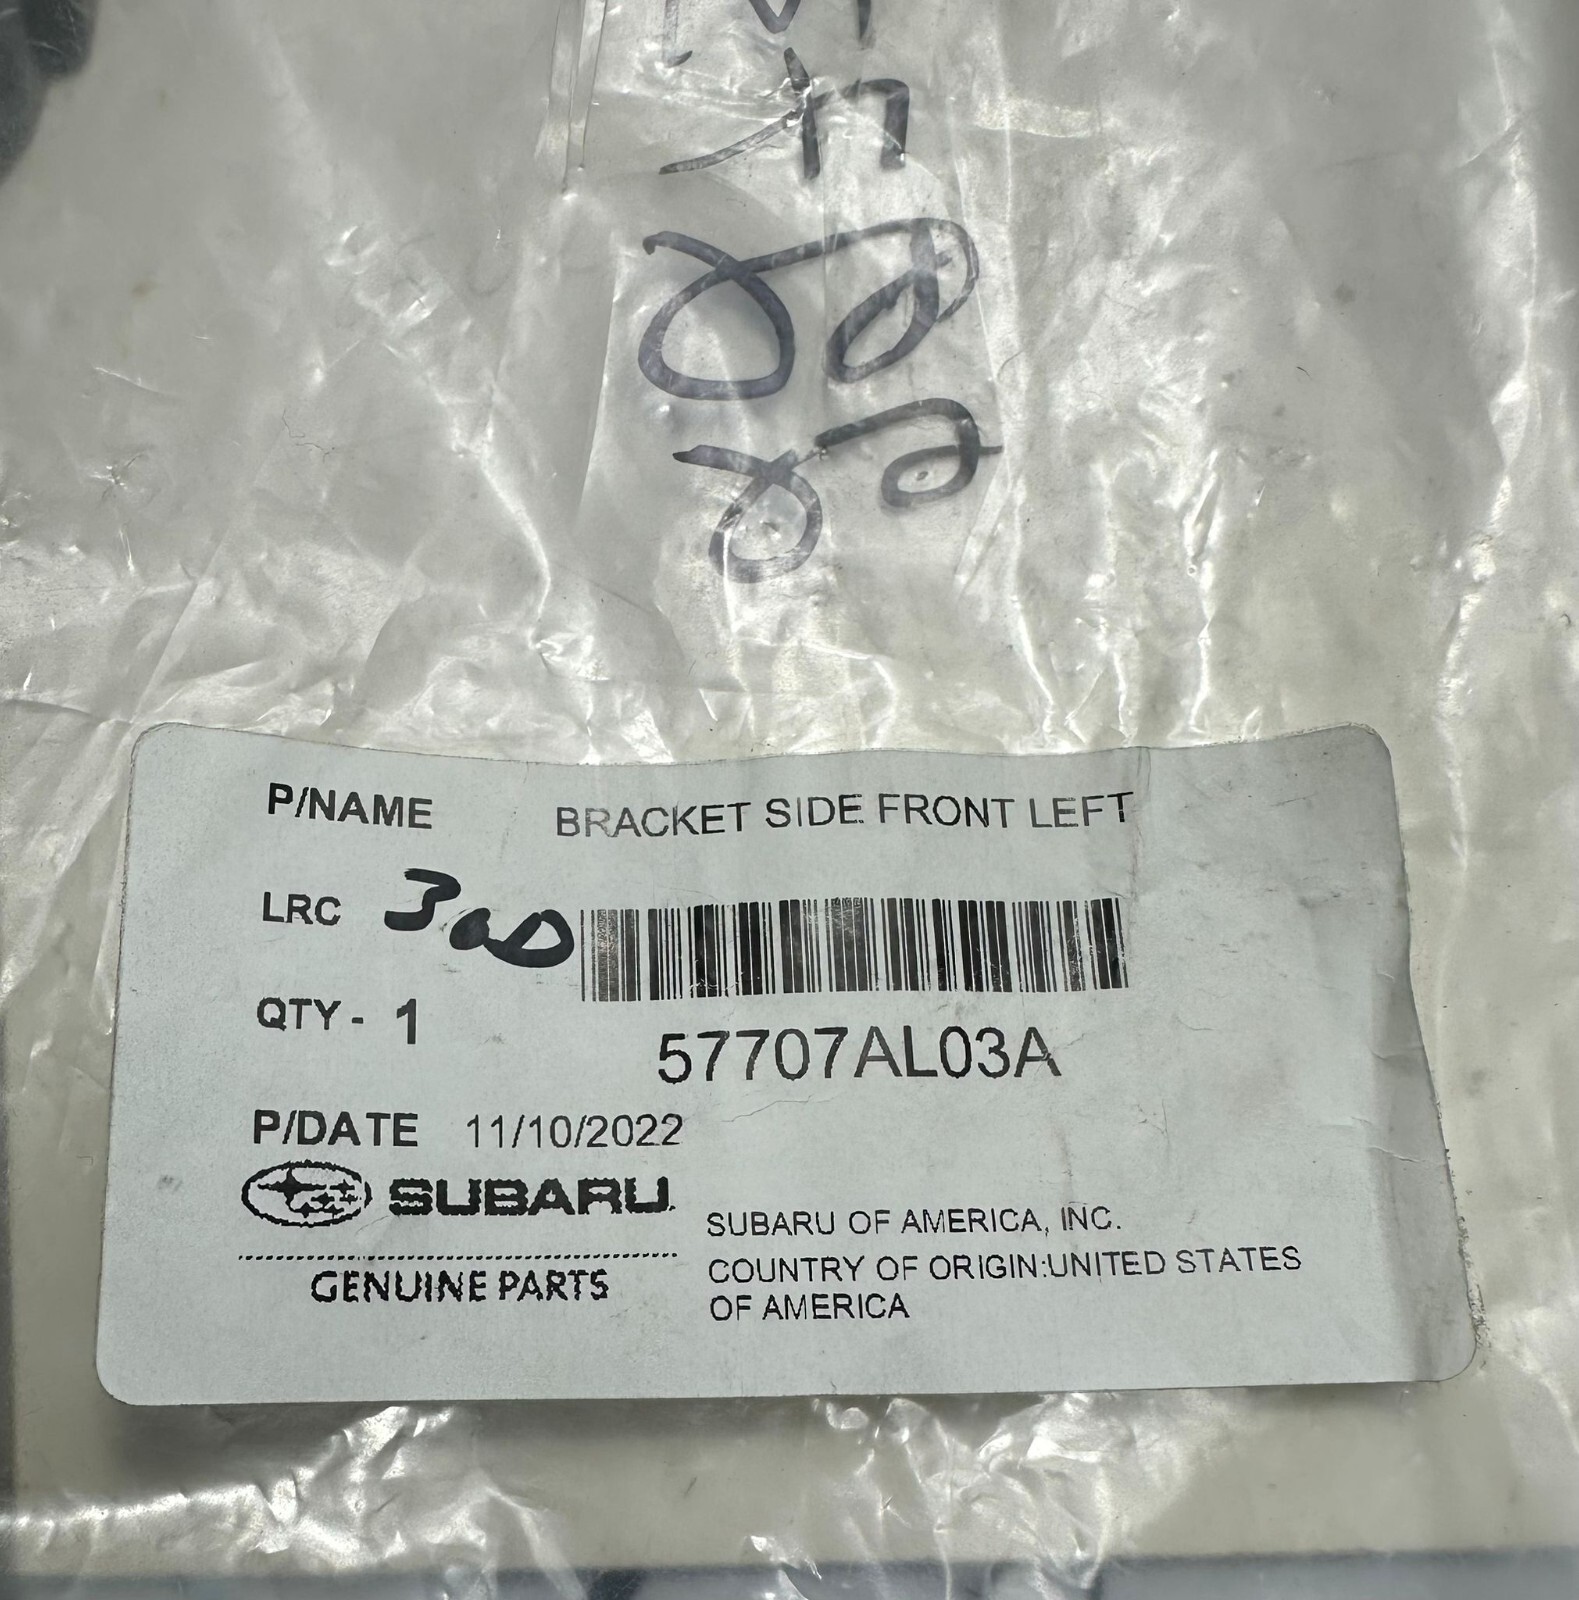 P/NAME BRACKET SIDE FRONT LEFT
LRC 300
QTY - 1
57707AL03A
P/DATE 11/10/2022
SUBARU
GENUINE PARTS
SUBARU OF AMERICA, INC.
COUNTRY OF ORIGIN:UNITED STATES
OF AMERICA